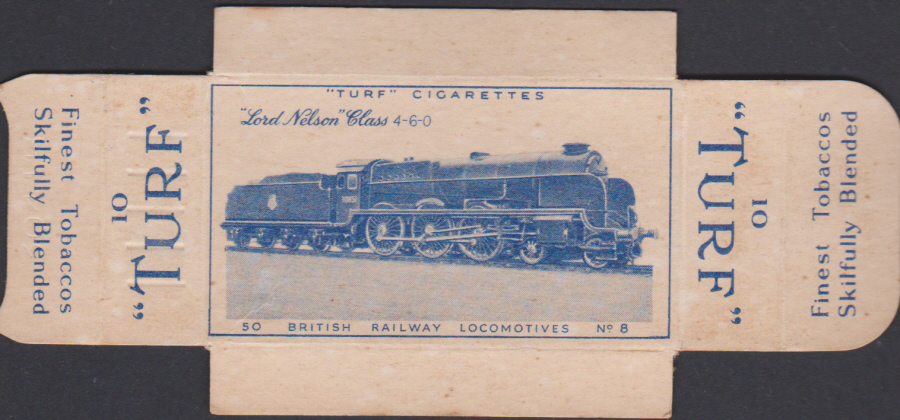 Finest Tobaccos
Skilfully Blended
10
"TURF"
"TURF" CIGARETTES
"Lord Nelson" Class 4-6-0
50 BRITISH RAILWAY LOCOMOTIVES Nº 8
"TURF"
10
Finest Tobaccos
Skilfully Blended